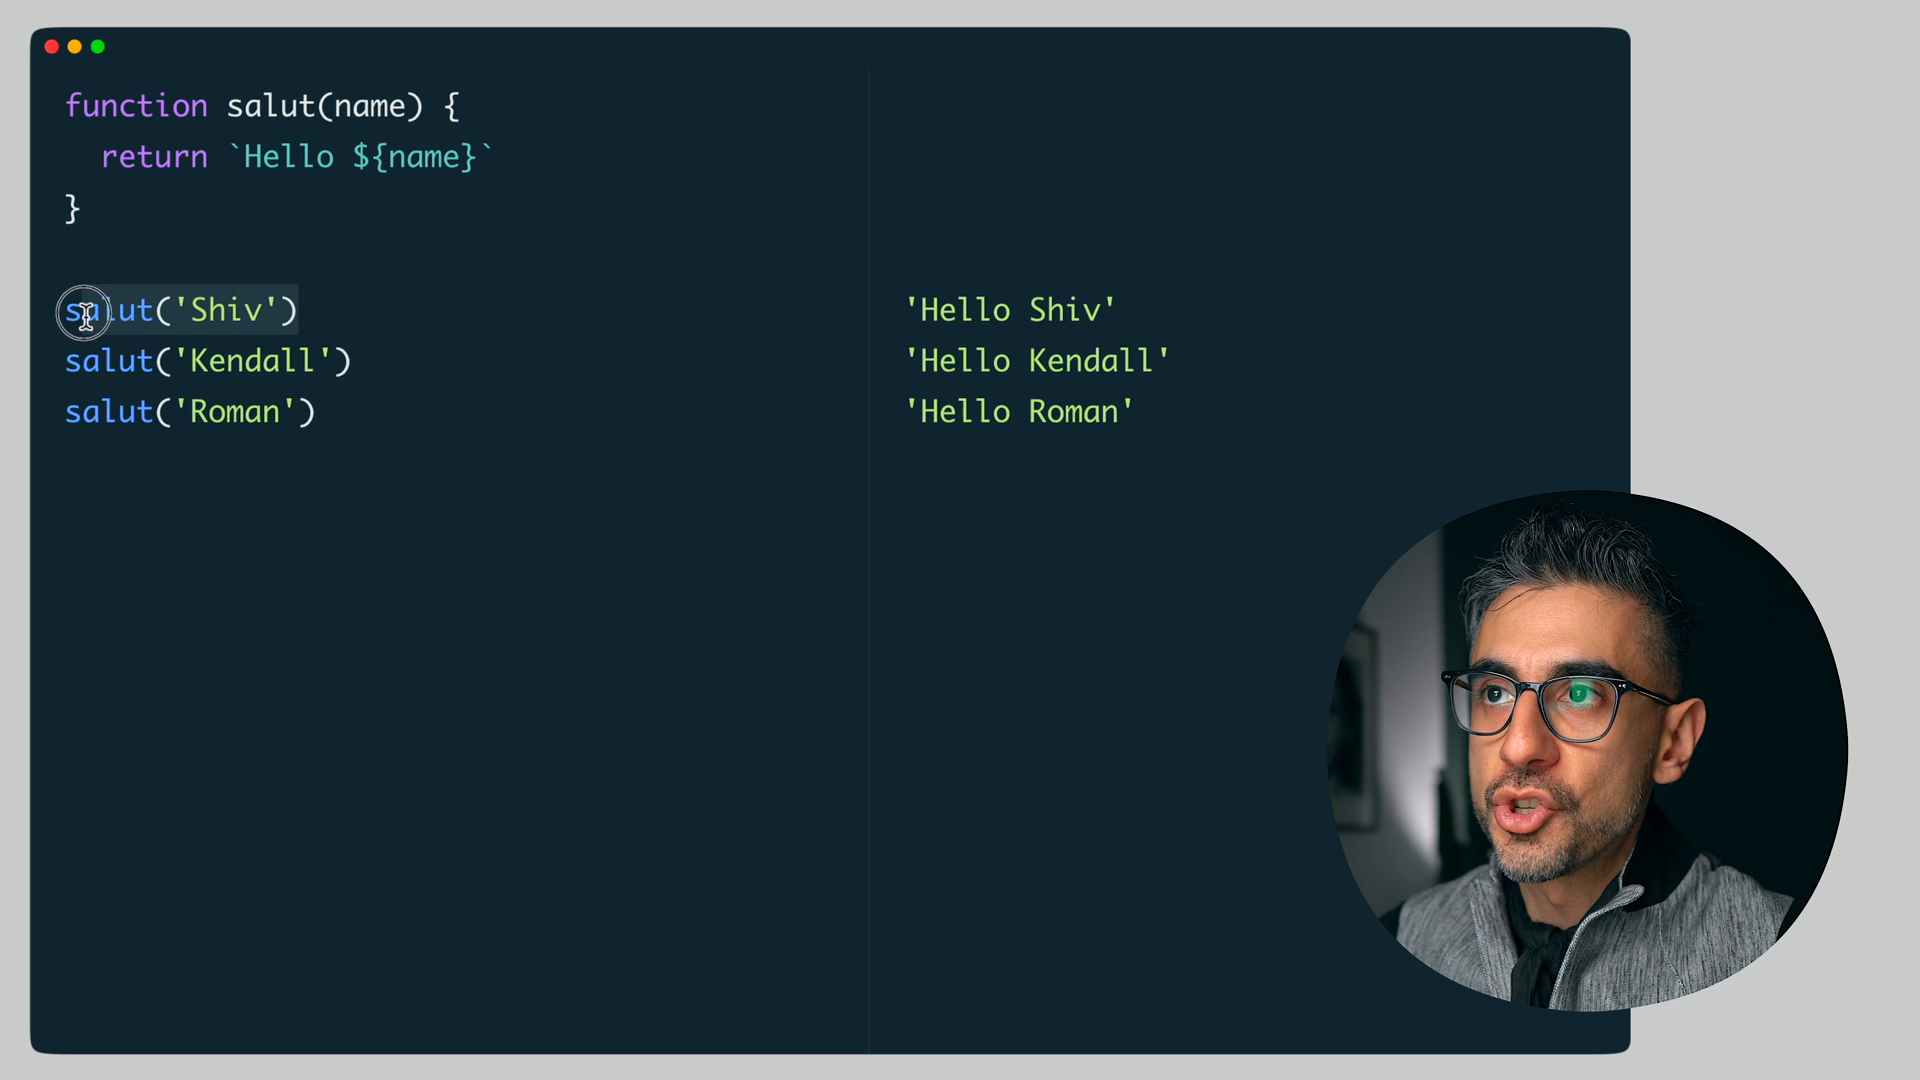 function salut(name) {
  return `Hello ${name}`
}
salut('Shiv')
salut('Kendall')
salut('Roman')
'Hello Shiv'
'Hello Kendall'
'Hello Roman'